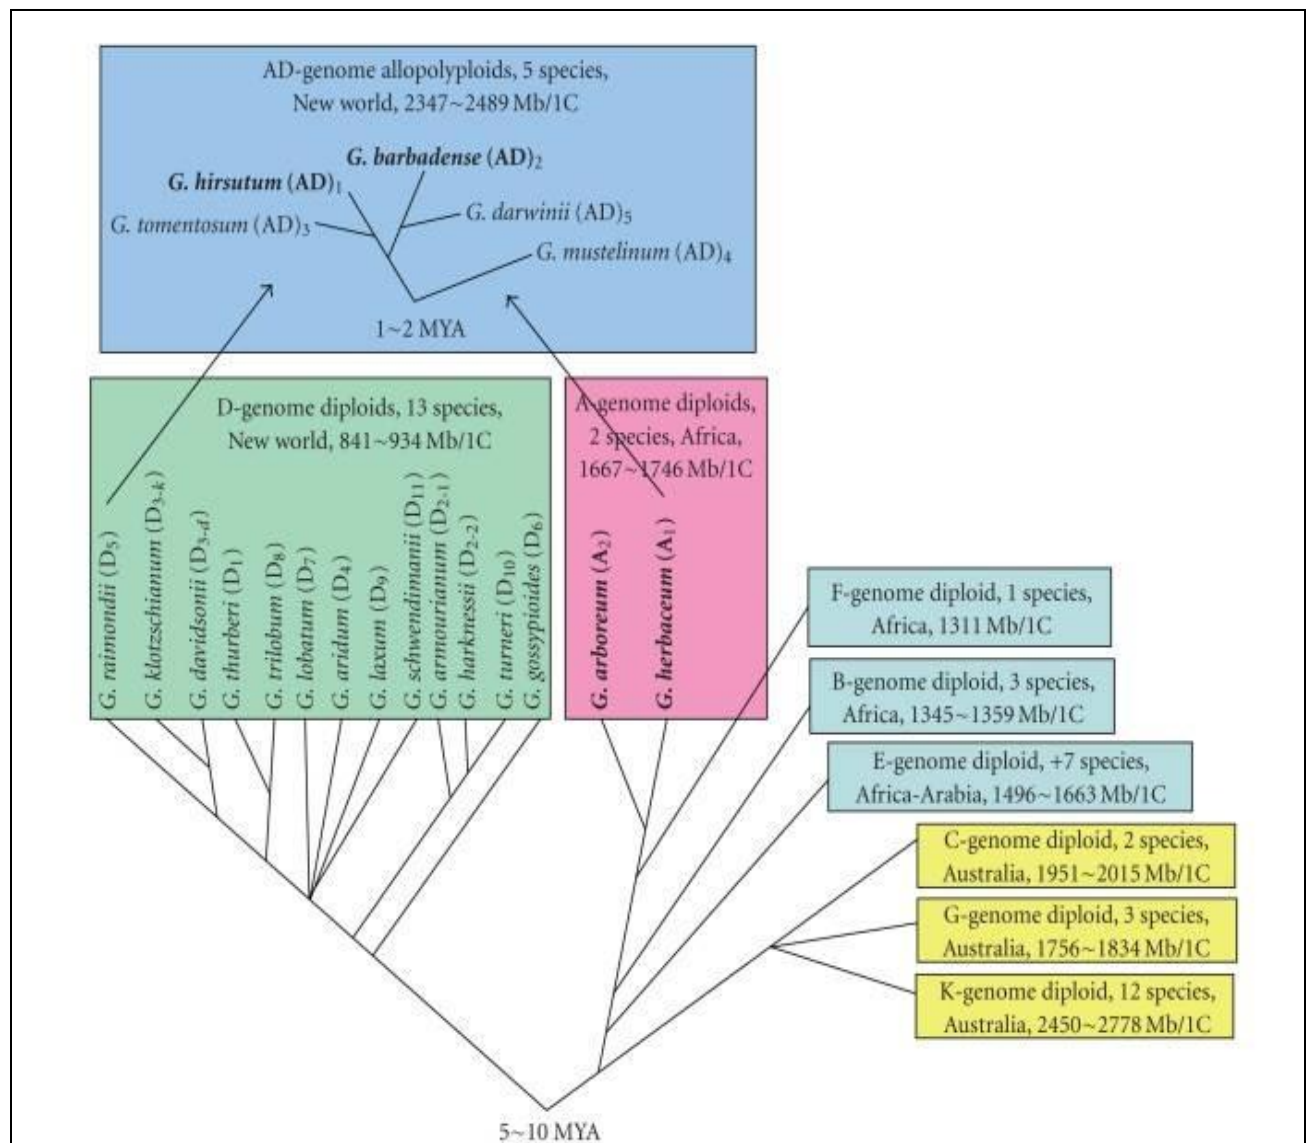 AD-genome allopolyploids, 5 species,
New world, 2347~2489 Mb/1C
G. barbadense (AD)2
G. hirsutum (AD)1
G. tomentosum (AD)3
G. darwinii (AD)5
G. mustelinum (AD)4
1~2 MYA
D-genome diploids, 13 species,
New world, 841~934 Mb/1C
G. raimondii (D5)
G. klotzschianum (D3-k)
G. davidsonii (D3-d)
G. thurberi (D1)
G. trilobum (D8)
G. lobatum (D7)
G. aridum (D4)
G. laxum (D9)
G. schwendimanii (D11)
G. armourianum (D2-1)
G. harknessii (D2-2)
G. turneri (D10)
G. gossypioides (D6)
A-genome diploids,
2 species, Africa,
1667~1746 Mb/1C
G. arboreum (A2)
G. herbaceum (A1)
F-genome diploid, 1 species,
Africa, 1311 Mb/1C
B-genome diploid, 3 species,
Africa, 1345~1359 Mb/1C
E-genome diploid, +7 species,
Africa-Arabia, 1496~1663 Mb/1C
C-genome diploid, 2 species,
Australia, 1951~2015 Mb/1C
G-genome diploid, 3 species,
Australia, 1756~1834 Mb/1C
K-genome diploid, 12 species,
Australia, 2450~2778 Mb/1C
5~10 MYA